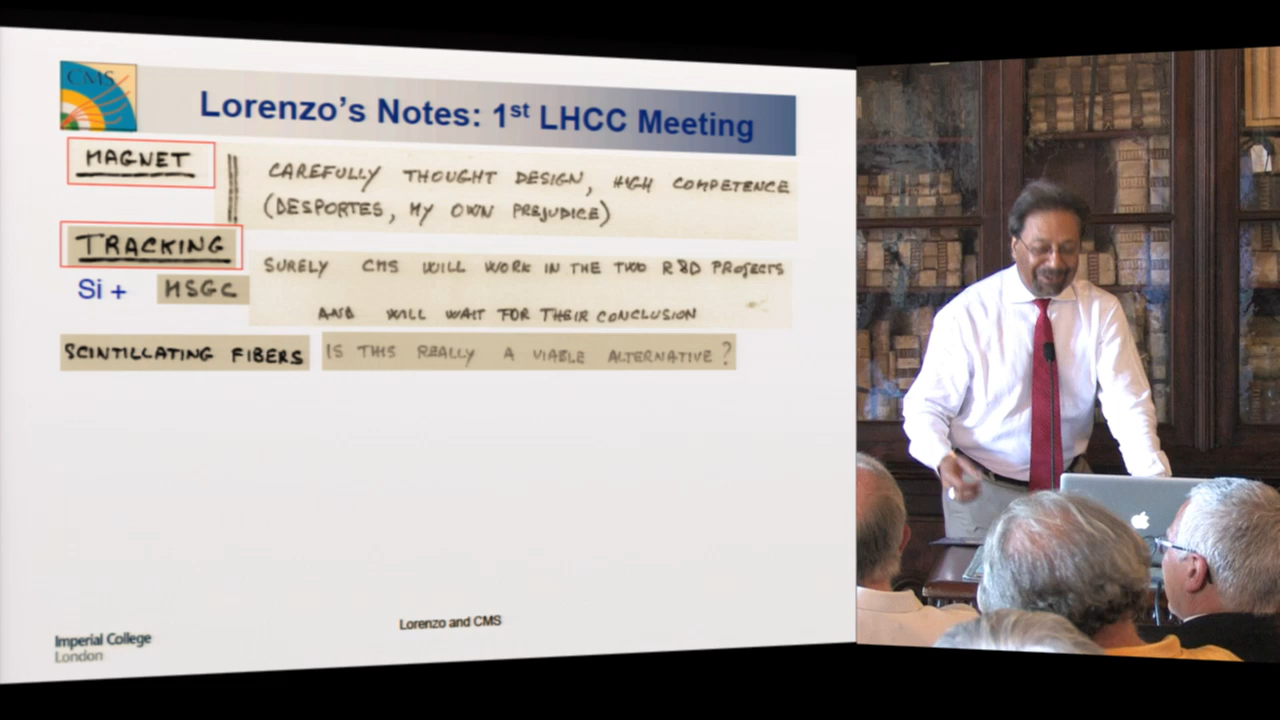 CMS
Lorenzo's Notes: 1st LHCC Meeting
MAGNET
CAREFULLY THOUGHT DESIGN, HIGH COMPETENCE
(DESPORTES, MY OWN PREJUDICE)
TRACKING
Si + MSGC
SURELY CMS WILL WORK IN THE TWO R&D PROJECTS
AND WILL WAIT FOR THEIR CONCLUSION
SCINTILLATING FIBERS IS THIS REALLY A VIABLE ALTERNATIVE?
Lorenzo and CMS
Imperial College
London